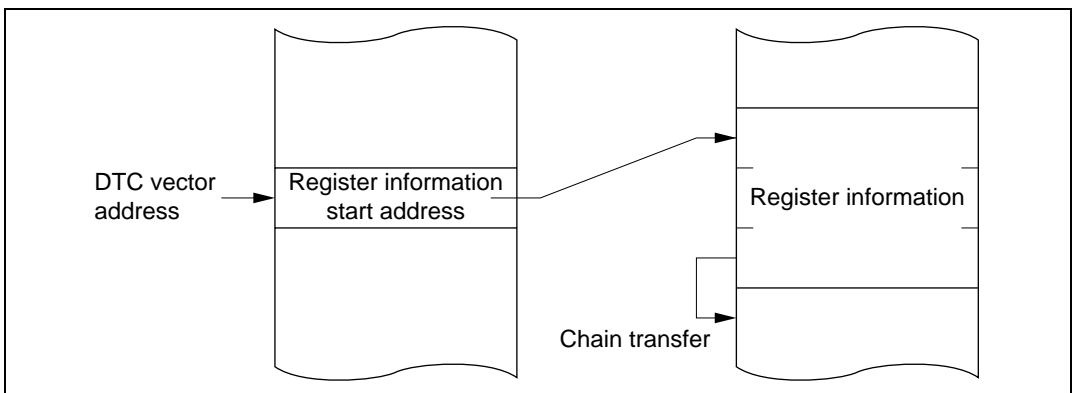 DTC vector
address
Register information
start address
Register information
Chain transfer